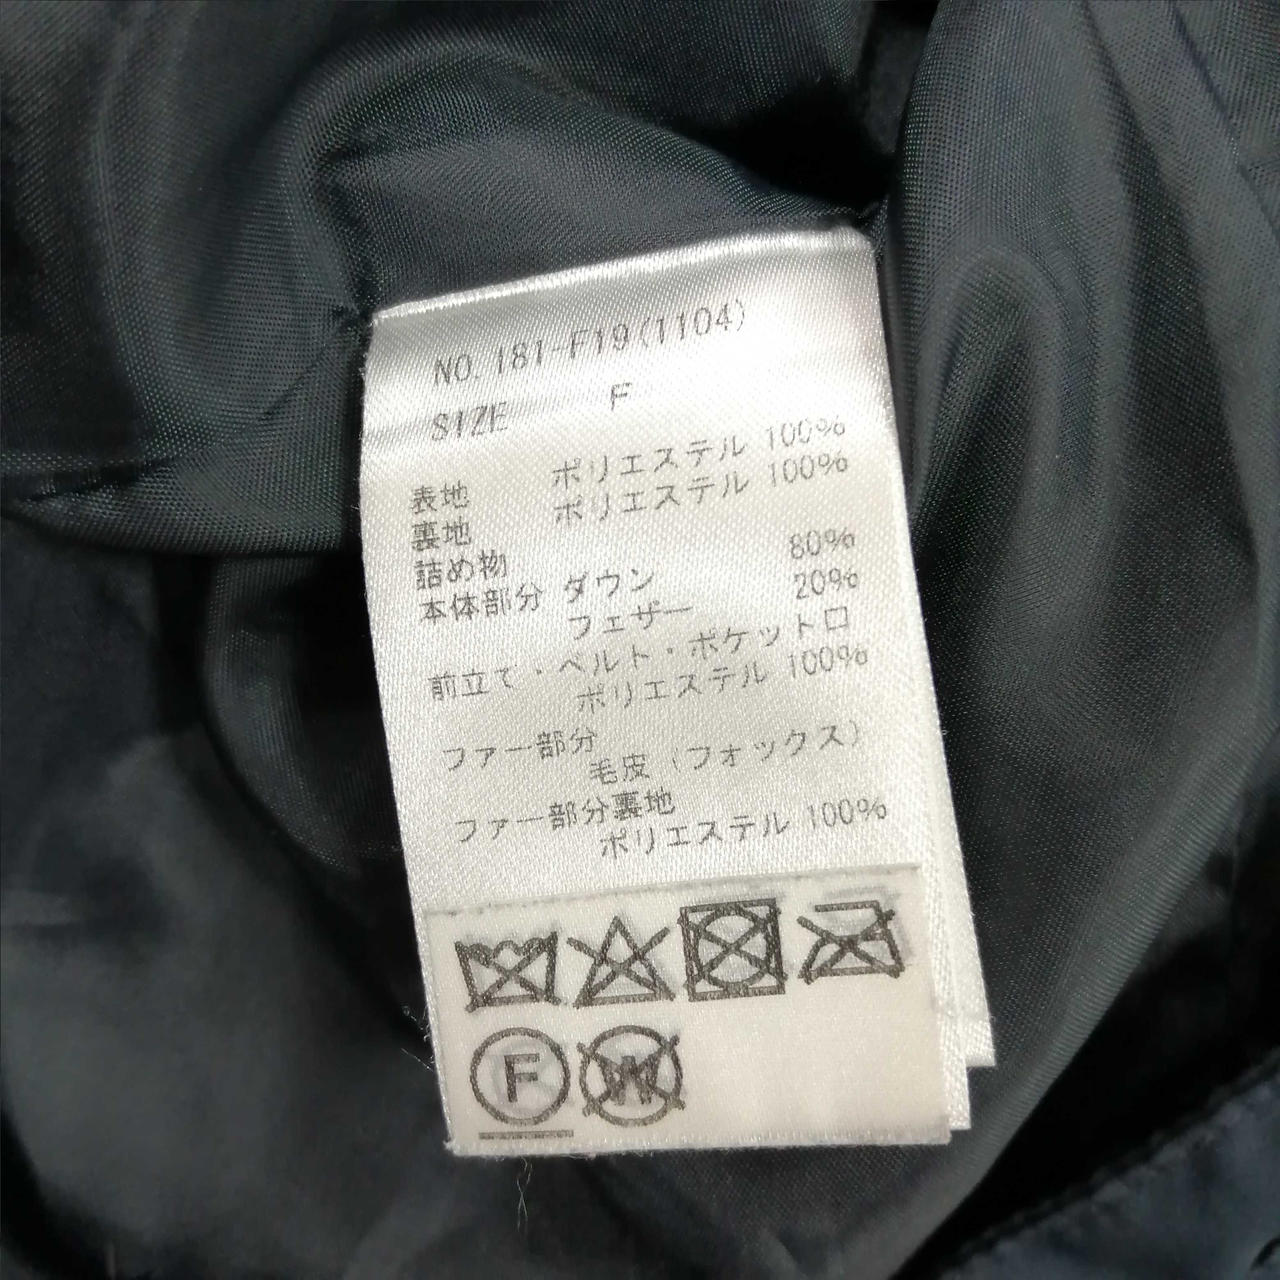 NO. 181-F19(1104)
SIZE F
表地 ポリエステル 100%
裏地 ポリエステル 100%
詰め物
本体部分 ダウン 80%
フェザー 20%
前立て・ベルト・ポケット口
ポリエステル 100%
ファー部分
毛皮(フォックス)
ファー部分裏地
ポリエステル 100%
F
W